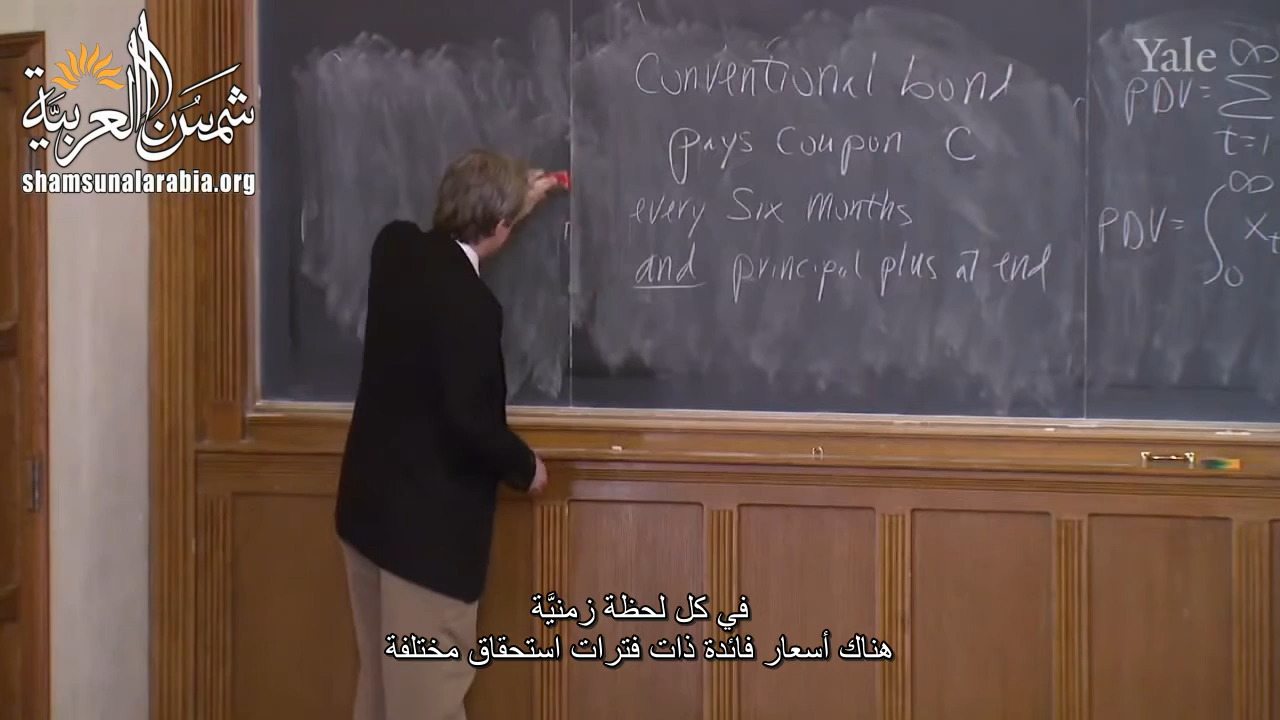 شمسُ العربيّة
shamsunalarabia.org
Conventional bond
pays coupon C
every six months
and principal plus at end
Yale
PDV= ∞ Σ t=1
PDV= ∫ ∞ 0 x t
في كل لحظة زمنيَّة
هناك أسعار فائدة ذات فترات استحقاق مختلفة